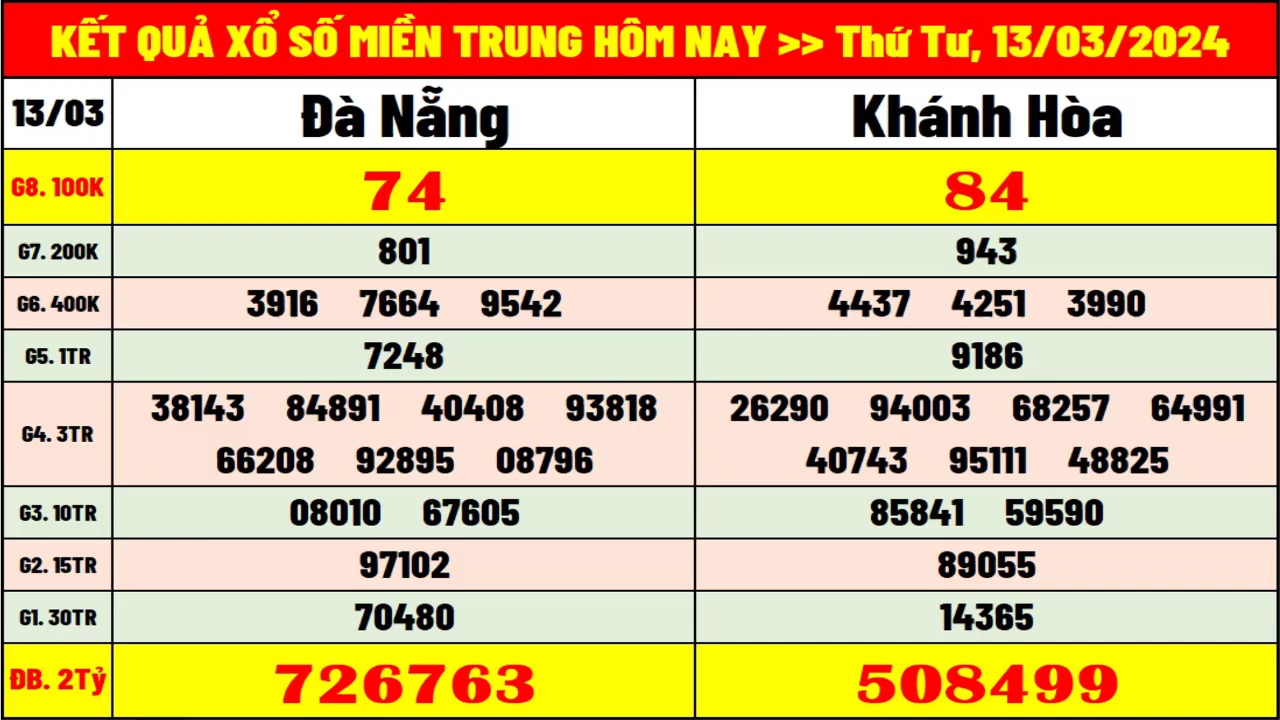 KẾT QUẢ XỔ SỐ MIỀN TRUNG HÔM NAY >> Thứ Tư, 13/03/2024
13/03 Đà Nẵng Khánh Hòa
G8. 100K 74 84
G7. 200K 801 943
G6. 400K 3916 7664 9542 4437 4251 3990
G5. 1TR 7248 9186
G4. 3TR 38143 84891 40408 93818 26290 94003 68257 64991
66208 92895 08796 40743 95111 48825
G3. 10TR 08010 67605 85841 59590
G2. 15TR 97102 89055
G1. 30TR 70480 14365
ĐB. 2Tỷ 726763 508499